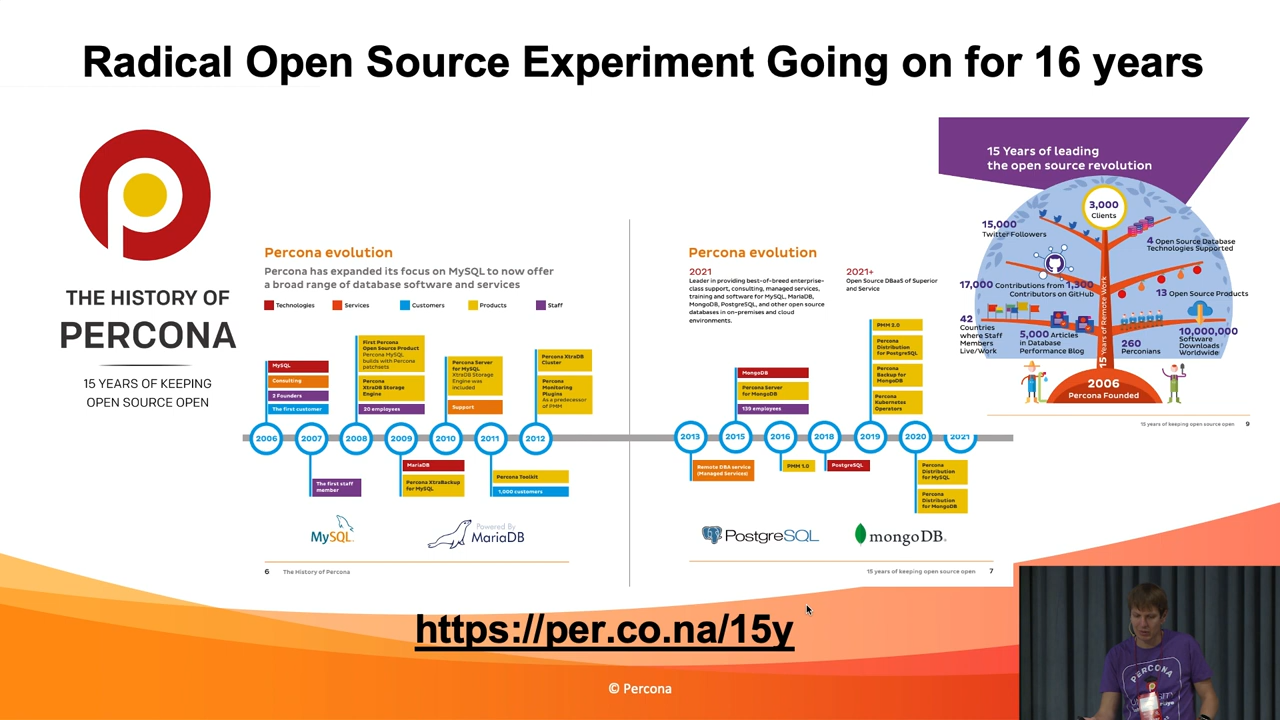 Radical Open Source Experiment Going on for 16 years
THE HISTORY OF
PERCONA
15 YEARS OF KEEPING
OPEN SOURCE OPEN
Percona evolution
Percona has expanded its focus on MySQL to now offer
a broad range of database software and services
Technologies
Services
Customers
Products
Staff
MySQL
Consulting
2 Founders
The first customer
First Percona
Open Source Product
Percona MySQL
builds with Percona
patchsets
Percona
XtraDB Storage
Engine
20 employees
Percona Server
for MySQL
XtraDB Storage
Engine was
included
Support
Percona XtraDB
Cluster
Percona
Monitoring
Plugins
As a predecessor
of PMM
2006
2007
2008
2009
2010
2011
2012
The first staff
member
MariaDB
Percona XtraBackup
for MySQL
Percona Toolkit
1,000 customers
MySQL
Powered By
MariaDB
6 The History of Percona
Percona evolution
2021
Leader in providing best-of-breed enterprise-
class support, consulting, managed services,
training and software for MySQL, MariaDB,
MongoDB, PostgreSQL, and other open source
databases in on-premises and cloud
environments.
2021+
Open Source DBaaS of Superior
and Service
MongoDB
Percona Server
for MongoDB
135 employees
PMM 2.0
Percona
Distribution
for PostgreSQL
Percona
Backup for
MongoDB
Percona
Kubernetes
Operators
2013
2015
2016
2018
2019
2020
2021
Remote DBA service
(Managed Services)
PMM 1.0
PostgreSQL
Percona
Distribution
for MySQL
Percona
Distribution
for MongoDB
PostgreSQL
mongoDB.
15 years of keeping open source open 7
15 Years of leading
the open source revolution
3,000
Clients
15,000
Twitter Followers
4 Open Source Database
Technologies Supported
17,000 Contributions from 1,300
Contributors on GitHub
13 Open Source Products
42
Countries
where Staff
Members
Live/Work
5,000 Articles
in Database
Performance Blog
260
Perconians
10,000,000
Software
Downloads
Worldwide
15 Years of Remote Work
2006
Percona Founded
15 years of keeping open source open 9
https://per.co.na/15y
© Percona
PERCONA